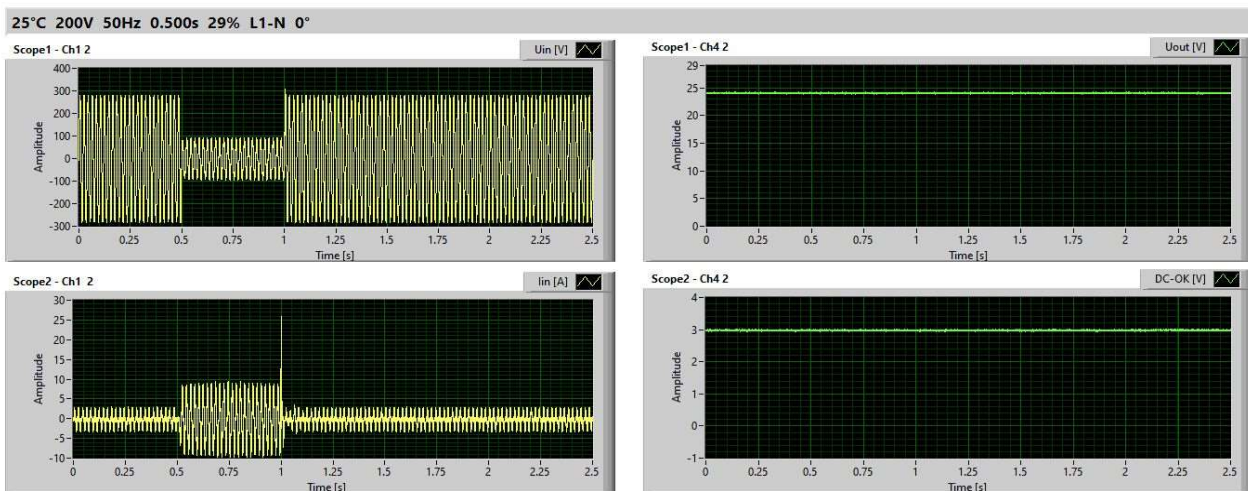 25°C 200V 50Hz 0.500s 29% L1-N 0°
Scope1 - Ch1 2
Uin [V]
400
300
200
100
0
-100
-200
-300
Amplitude
0 0.25 0.5 0.75 1 1.25 1.5 1.75 2 2.25 2.5
Time [s]
Scope1 - Ch4 2
Uout [V]
29
25
20
15
10
5
0
Amplitude
0 0.25 0.5 0.75 1 1.25 1.5 1.75 2 2.25 2.5
Time [s]
Scope2 - Ch1 2
Iin [A]
30
25
20
15
10
5
0
-5
-10
Amplitude
0 0.25 0.5 0.75 1 1.25 1.5 1.75 2 2.25 2.5
Time [s]
Scope2 - Ch4 2
DC-OK [V]
4
3
2
1
0
-1
Amplitude
0 0.25 0.5 0.75 1 1.25 1.5 1.75 2 2.25 2.5
Time [s]